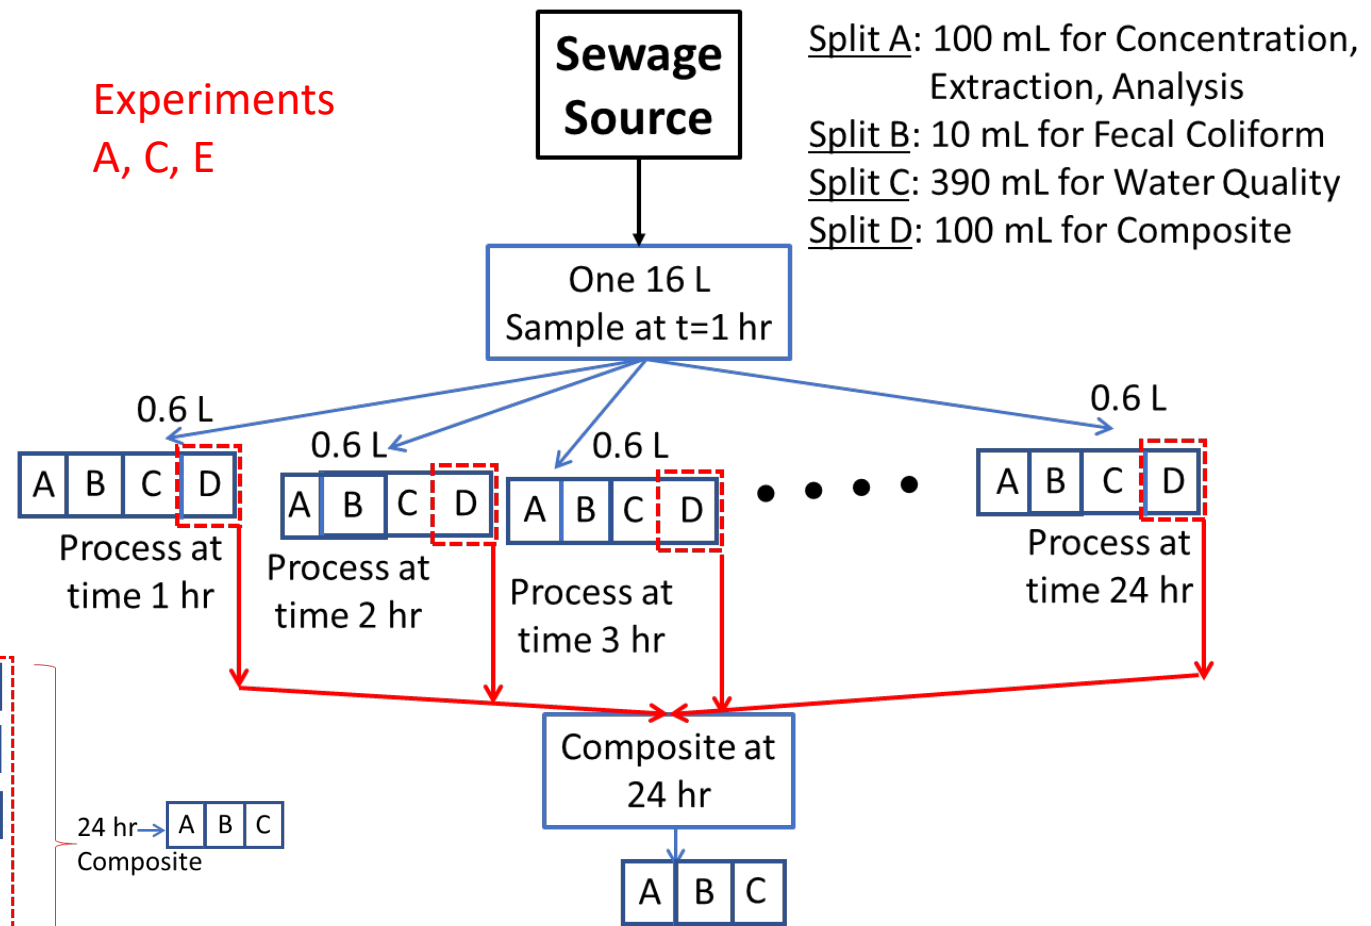 Experiments
A, C, E
Sewage
Source
Split A: 100 mL for Concentration,
Extraction, Analysis
Split B: 10 mL for Fecal Coliform
Split C: 390 mL for Water Quality
Split D: 100 mL for Composite
One 16 L
Sample at t=1 hr
0.6 L
0.6 L
0.6 L
0.6 L
A B C D
A B C D
A B C D
A B C D
Process at
time 1 hr
Process at
time 2 hr
Process at
time 3 hr
Process at
time 24 hr
Composite at
24 hr
A B C
24 hr
Composite
A B C